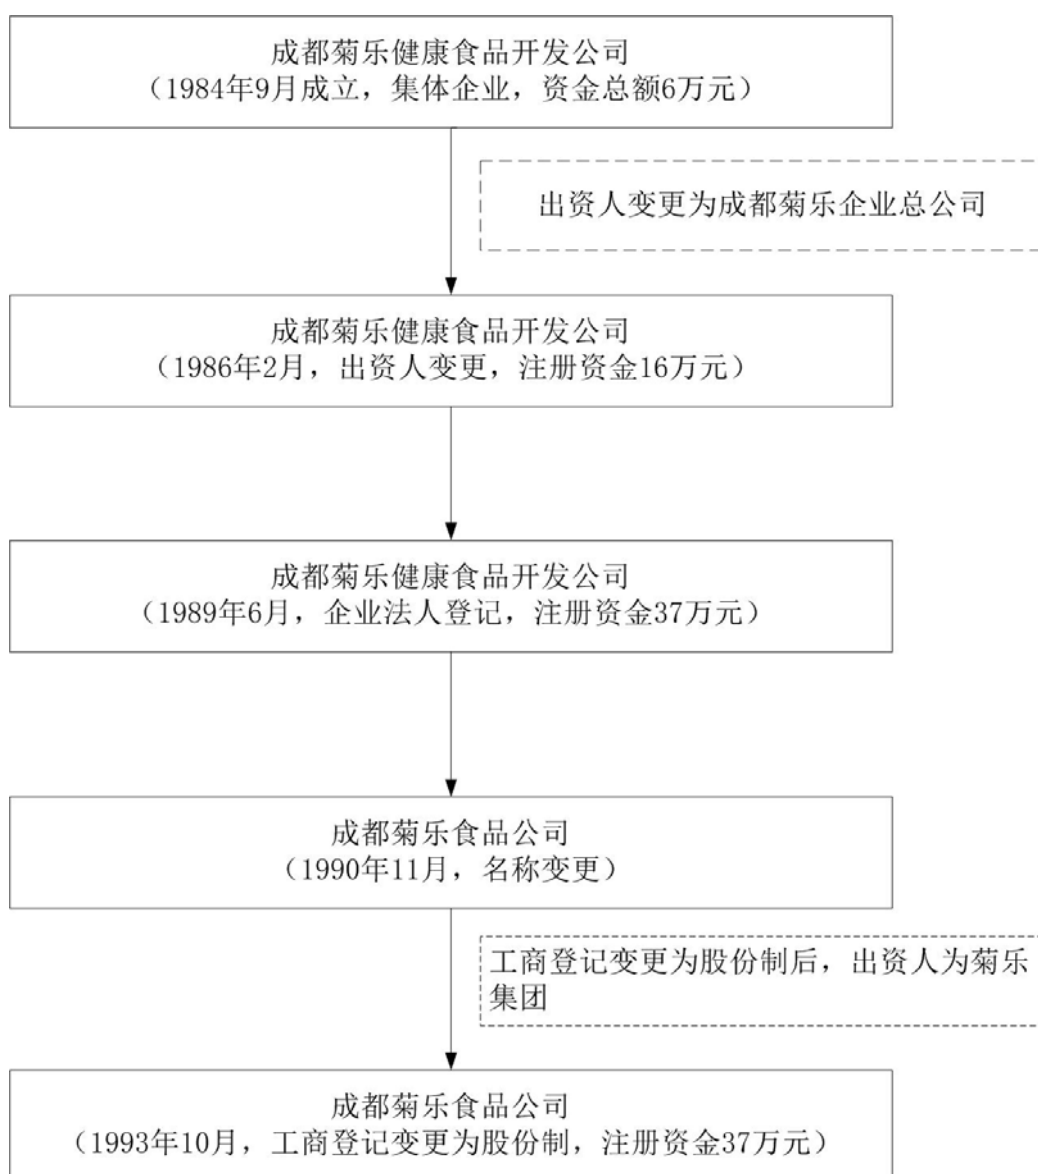 成都菊乐健康食品开发公司
（1984年9月成立，集体企业，资金总额6万元）
出资人变更为成都菊乐企业总公司
成都菊乐健康食品开发公司
（1986年2月，出资人变更，注册资金16万元）
成都菊乐健康食品开发公司
（1989年6月，企业法人登记，注册资金37万元）
成都菊乐食品公司
（1990年11月，名称变更）
工商登记变更为股份制后，出资人为菊乐
集团
成都菊乐食品公司
（1993年10月，工商登记变更为股份制，注册资金37万元）